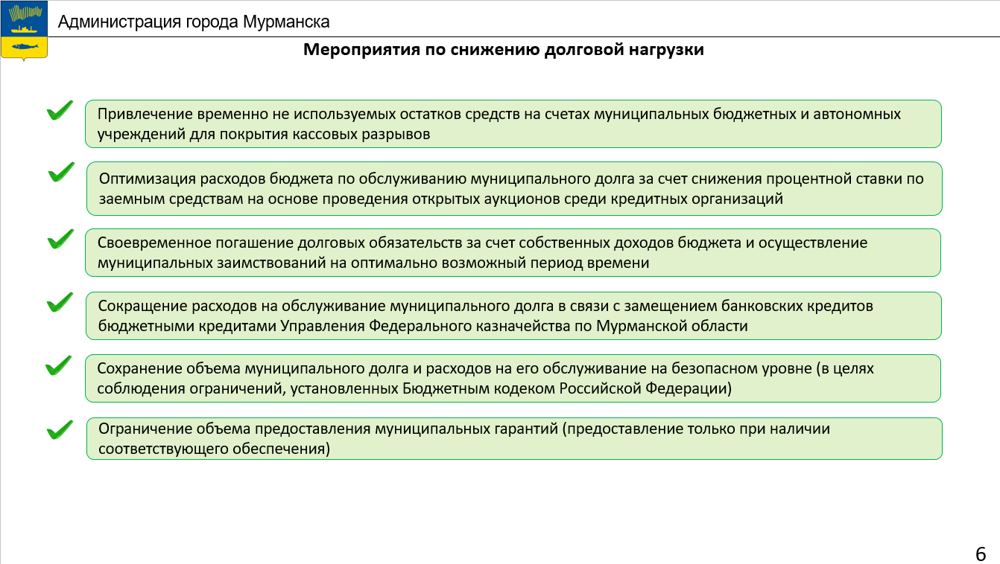 Администрация города Мурманска
Мероприятия по снижению долговой нагрузки
Привлечение временно не используемых остатков средств на счетах муниципальных бюджетных и автономных
учреждений для покрытия кассовых разрывов
Оптимизация расходов бюджета по обслуживанию муниципального долга за счет снижения процентной ставки по
заемным средствам на основе проведения открытых аукционов среди кредитных организаций
Своевременное погашение долговых обязательств за счет собственных доходов бюджета и осуществление
муниципальных заимствований на оптимально возможный период времени
Сокращение расходов на обслуживание муниципального долга в связи с замещением банковских кредитов
бюджетными кредитами Управления Федерального казначейства по Мурманской области
Сохранение объема муниципального долга и расходов на его обслуживание на безопасном уровне (в целях
соблюдения ограничений, установленных Бюджетным кодеком Российской Федерации)
Ограничение объема предоставления муниципальных гарантий (предоставление только при наличии
соответствующего обеспечения)
6